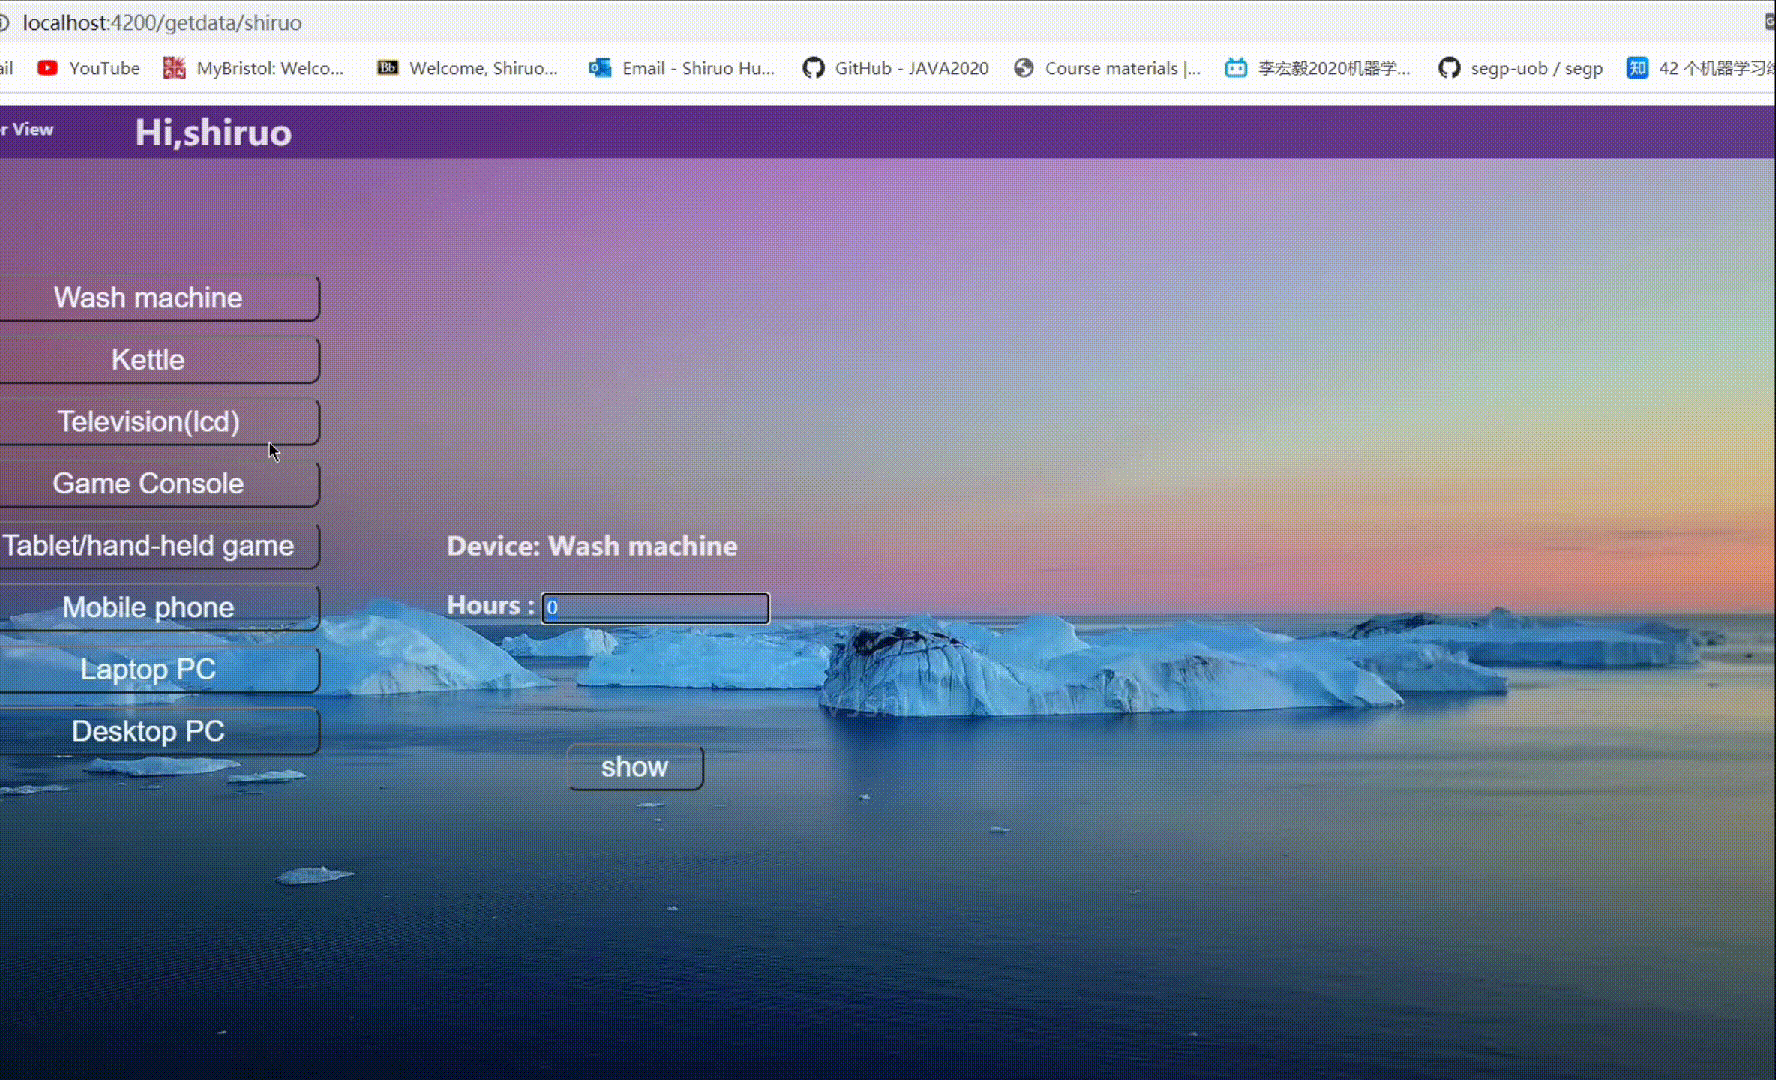 localhost:4200/getdata/shiruo
ail YouTube MyBristol: Welco... Bb Welcome, Shiruo... Email - Shiruo Hu... GitHub - JAVA2020 Course materials |... 李宏毅2020机器学... segp-uob / segp 知 42 个机器学习练
r View Hi,shiruo
Wash machine
Kettle
Television(lcd)
Game Console
Tablet/hand-held game
Mobile phone
Laptop PC
Desktop PC
Device: Wash machine
Hours : 0
show